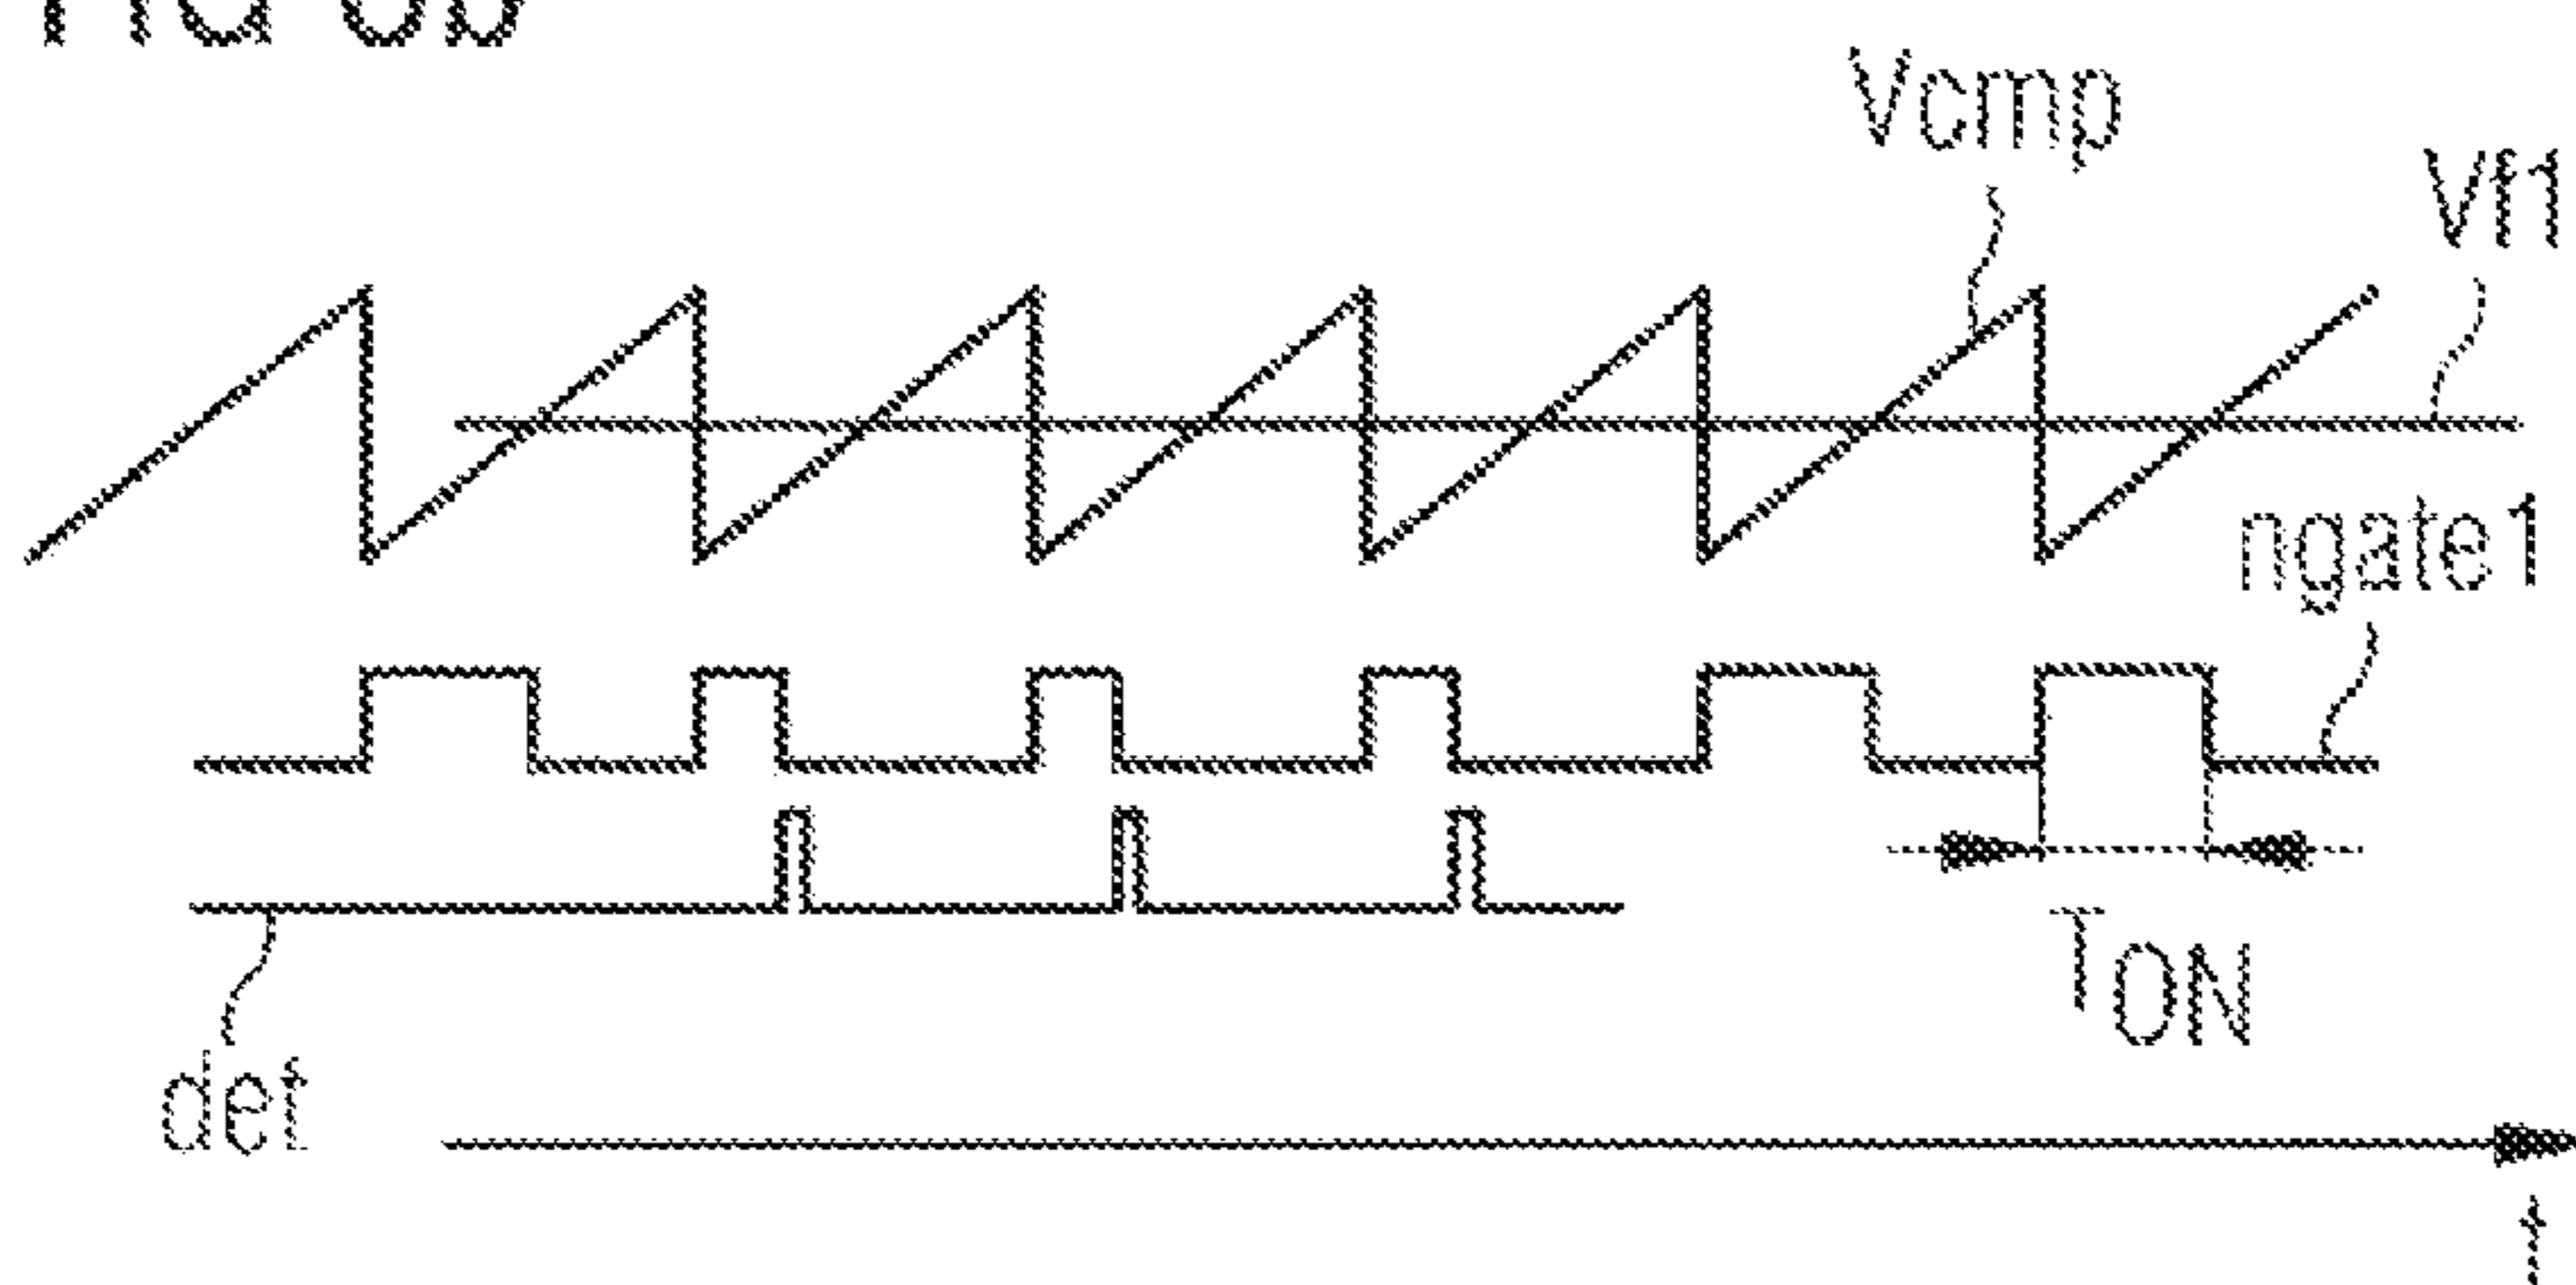 Vcmp
Vf1
ngate1
TON
det
t